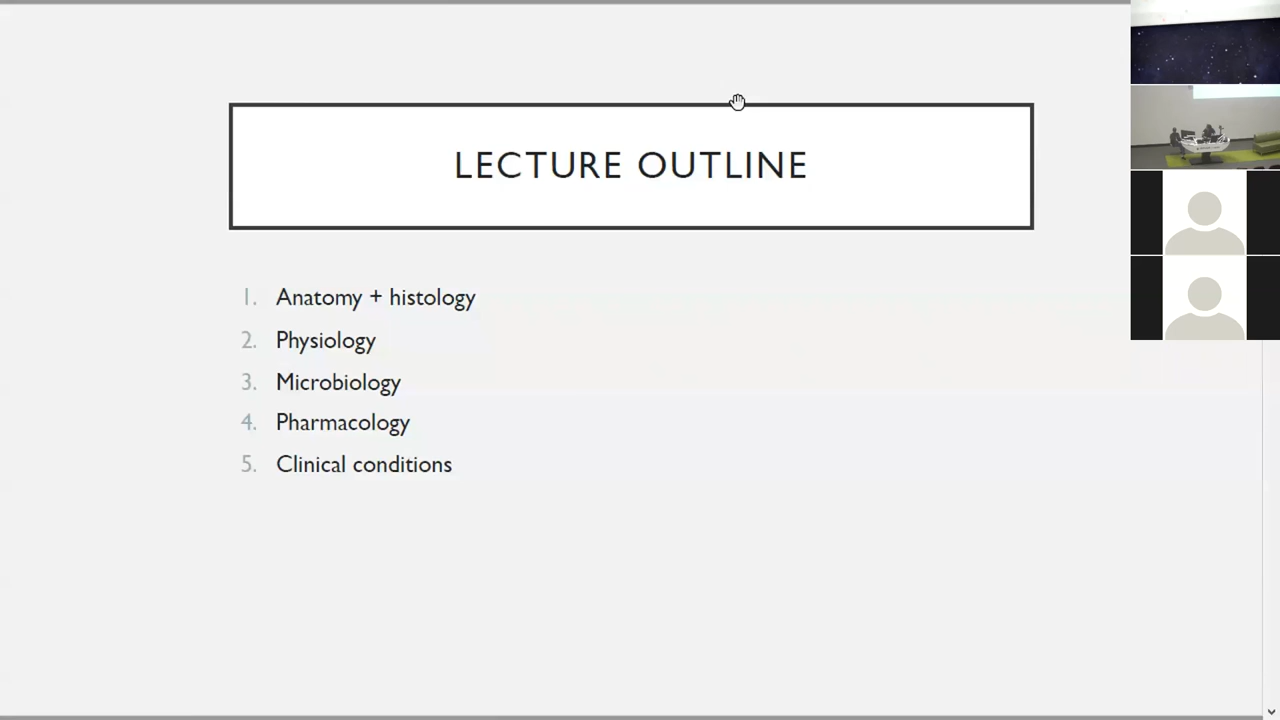 LECTURE OUTLINE
1. Anatomy + histology
2. Physiology
3. Microbiology
4. Pharmacology
5. Clinical conditions